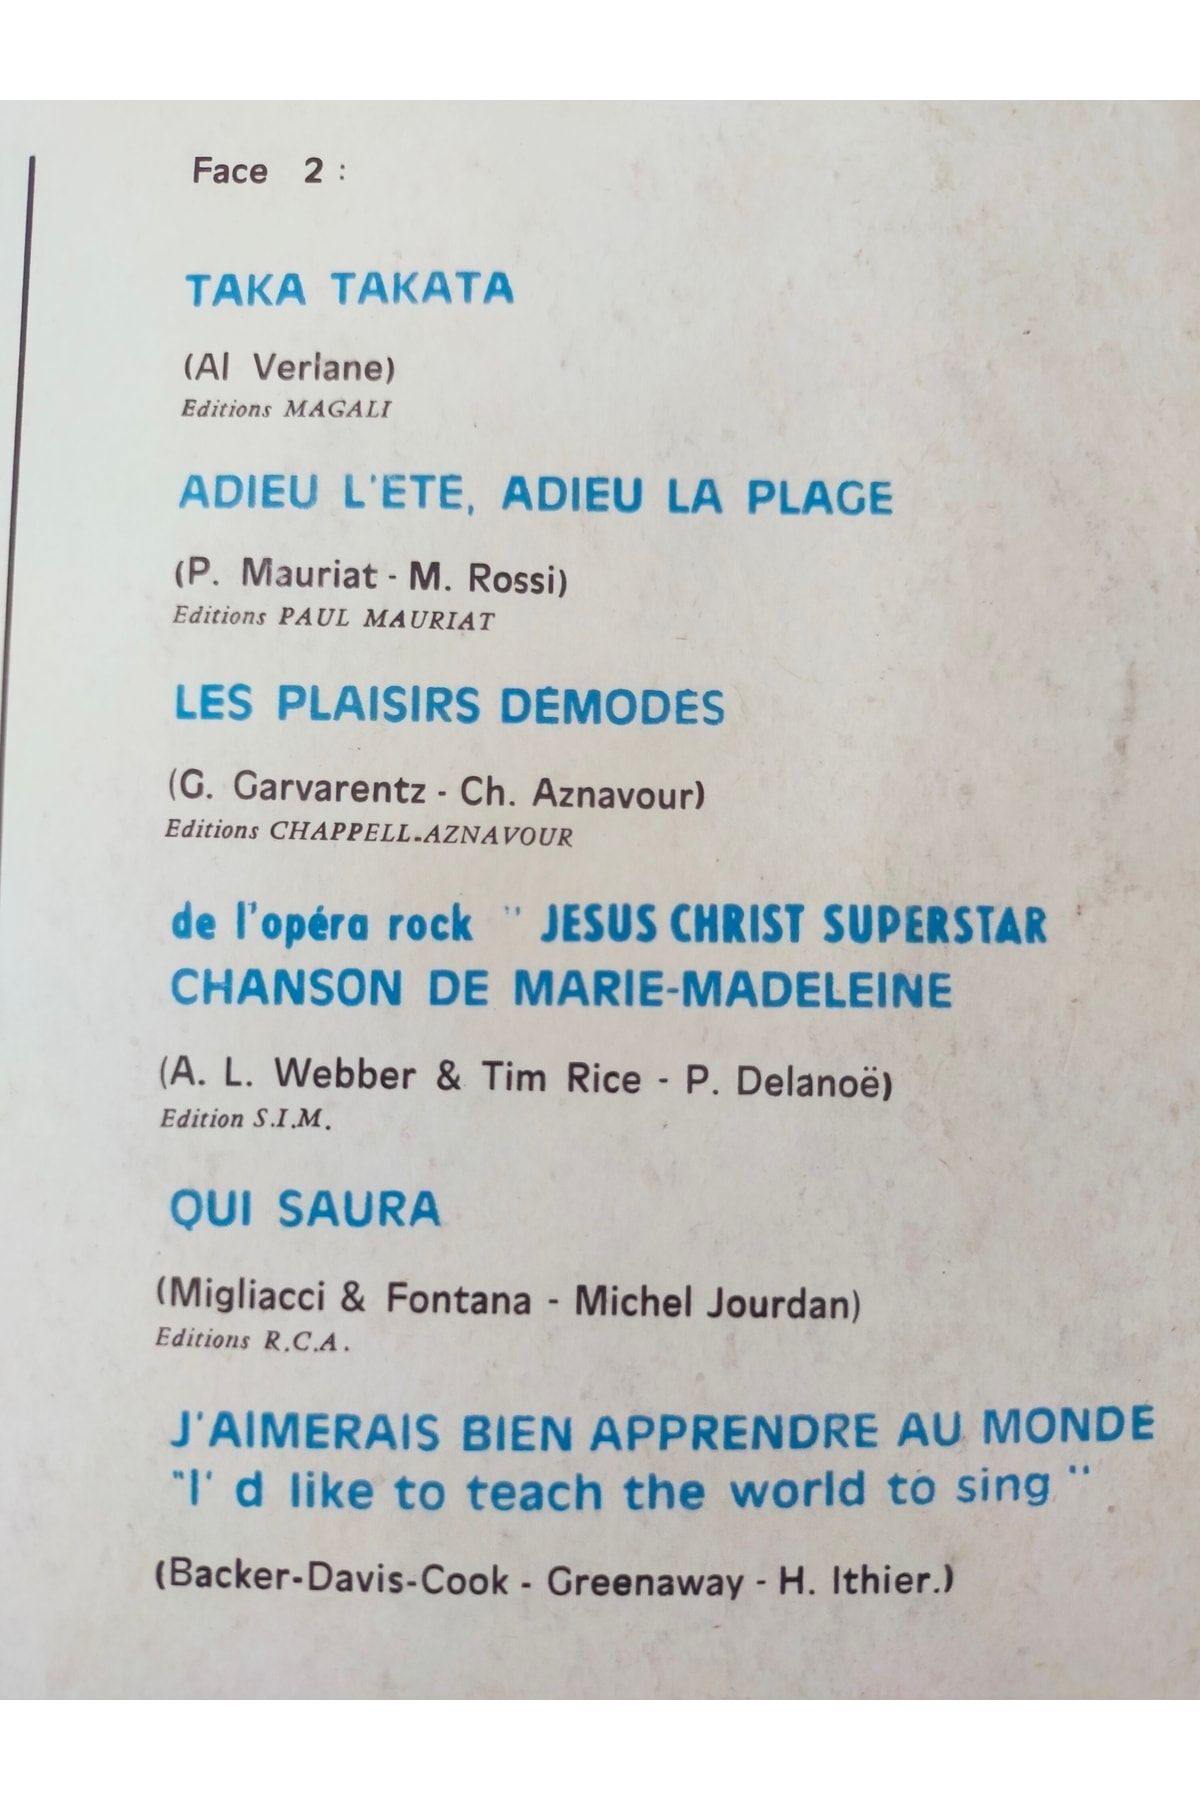 Face 2 :
TAKA TAKATA
(Al Verlane)
Editions MAGALI
ADIEU L'ETE, ADIEU LA PLAGE
(P. Mauriat - M. Rossi)
Editions PAUL MAURIAT
LES PLAISIRS DÉMODÉS
(G. Garvarentz - Ch. Aznavour)
Editions CHAPPELL-AZNAVOUR
de l'opéra rock " JESUS CHRIST SUPERSTAR
CHANSON DE MARIE-MADELEINE
(A. L. Webber & Tim Rice - P. Delanoë)
Edition S.I.M.
QUI SAURA
(Migliacci & Fontana - Michel Jourdan)
Editions R.C.A.
J'AIMERAIS BIEN APPRENDRE AU MONDE
"I' d like to teach the world to sing "
(Backer-Davis-Cook - Greenaway - H. Ithier.)